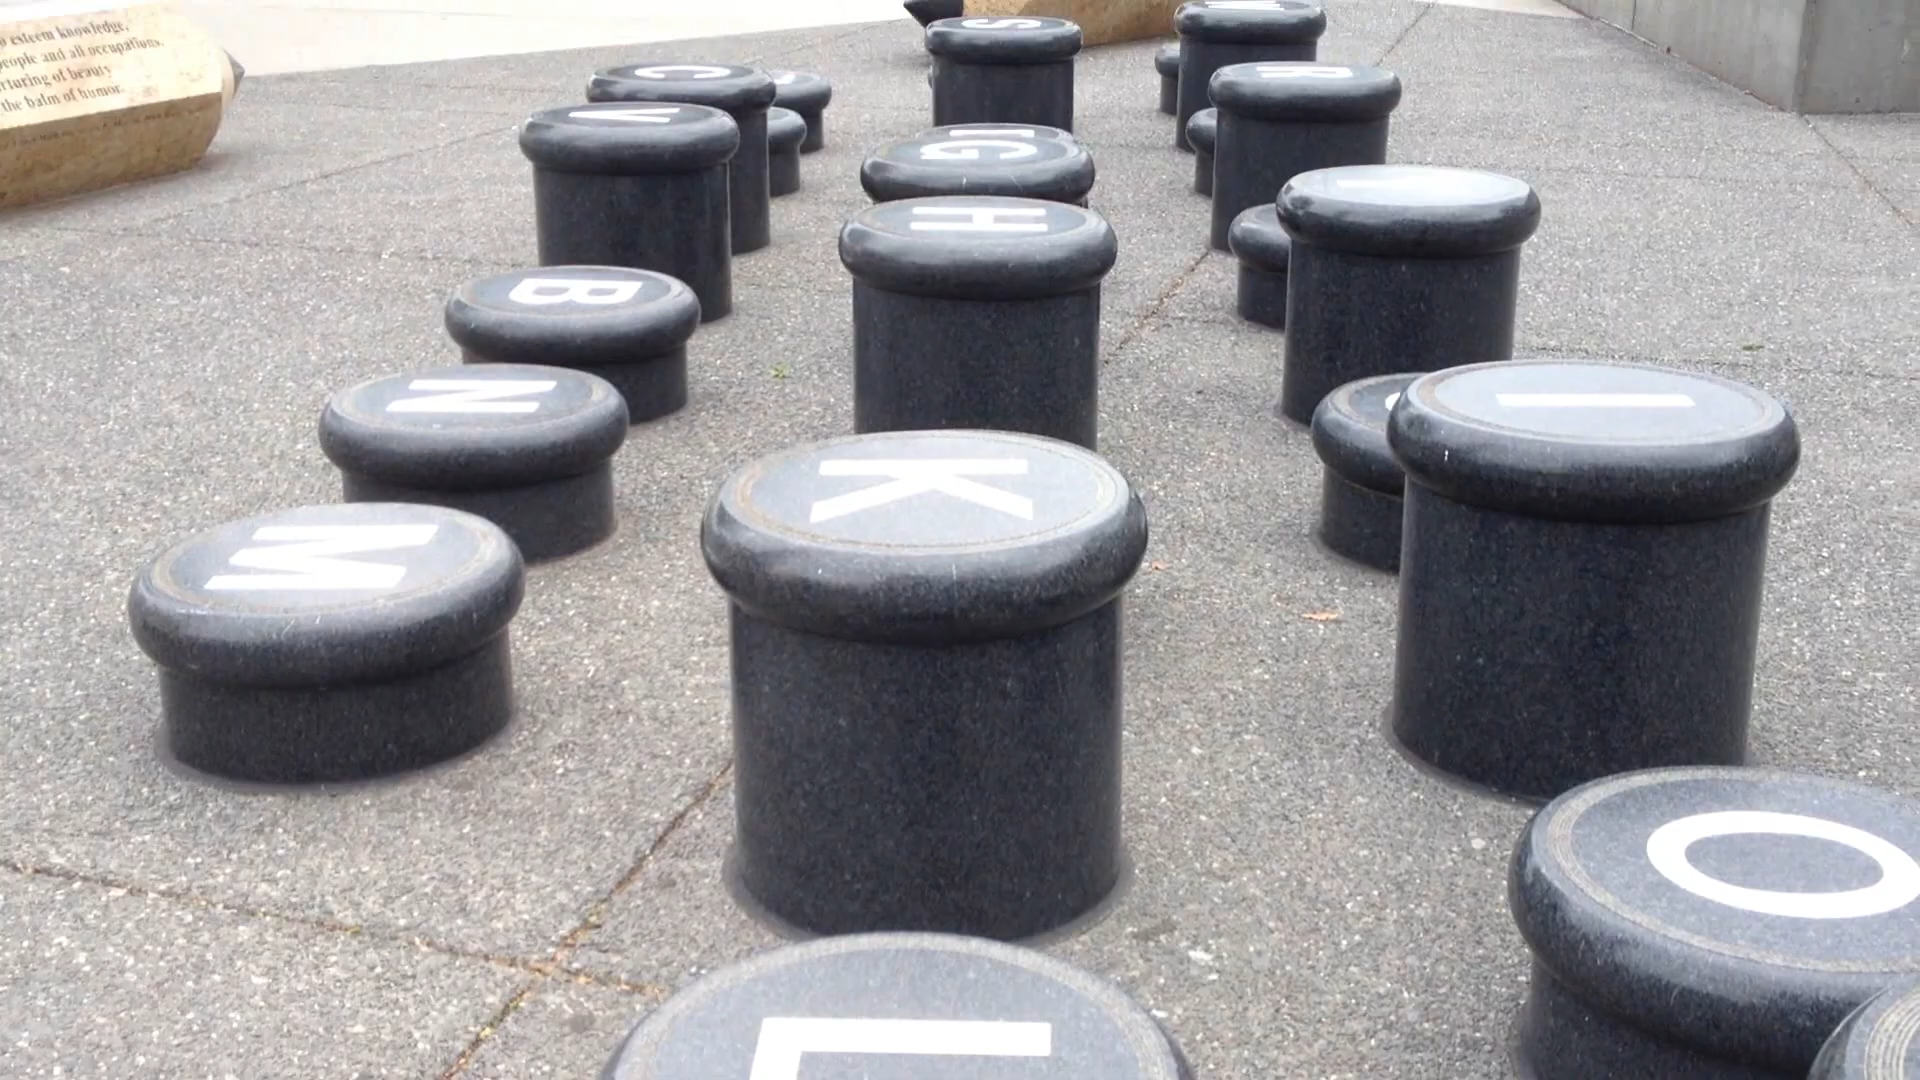 o esteem knowledge,
people and all occupations.
rturing of beauty
the balm of humor.
S
W
C
R
V
G
H
B
N
I
K
M
O
L